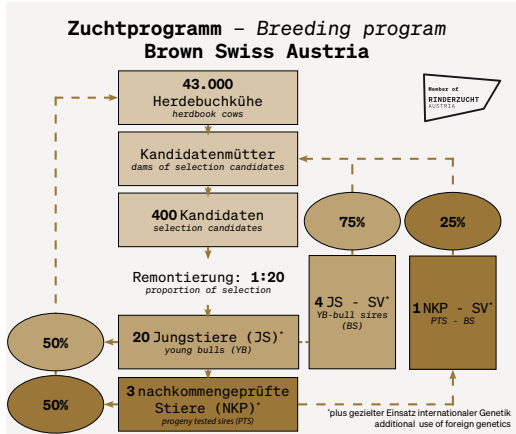 Zuchtprogramm – Breeding program
Brown Swiss Austria
43.000
Herdebuchkühe
herdbook cows
Member of
RINDERZUCHT
AUSTRIA
Kandidatenmütter
dams of selection candidates
400 Kandidaten
selection candidates
75%
25%
Remontierung: 1:20
proportion of selection
4 JS - SV*
YB-bull sires
(BS)
1 NKP - SV*
PTS - BS
20 Jungstiere (JS)*
young bulls (YB)
50%
3 nachkommengeprüfte
Stiere (NKP)*
progeny tested sires (PTS)
50%
*plus gezielter Einsatz internationaler Genetik
additional use of foreign genetics